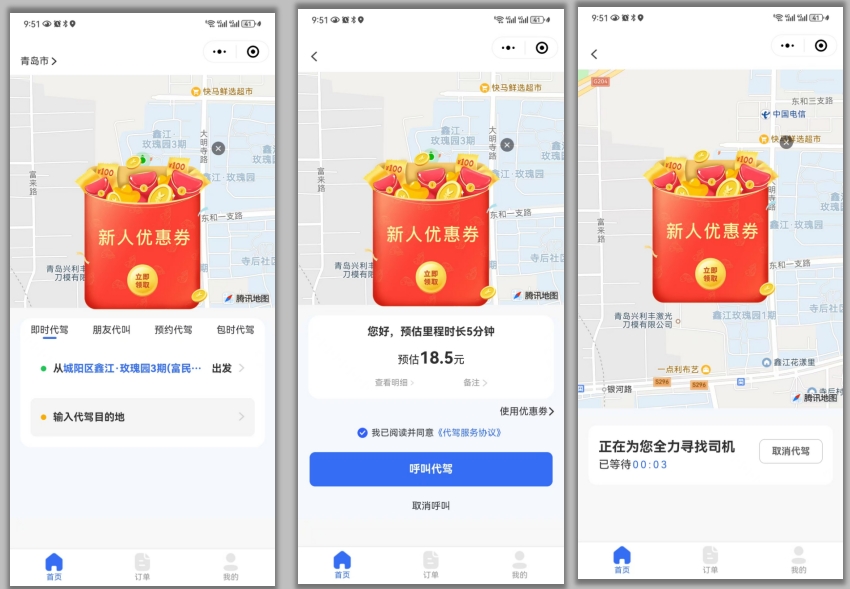 9:51
61
青岛市
快马鲜选超市
鑫江·
玫瑰园3期
大明寺路
富来路
¥100
¥100
江·玫瑰园
新人优惠券
东和一支路
立即
领取
寺后社
青岛兴利丰
刀模有限
腾讯地图
即时代驾
朋友代叫
预约代驾
包时代驾
从城阳区鑫江·玫瑰园3期(富民··· 出发
输入代驾目的地
首页
订单
我的
9:51
61
快马鲜选超市
鑫江·
玫瑰园3期
大明寺路
富来路
¥100
¥100
江·玫瑰园
新人优惠券
东和一支路
立即
领取
寺后社
青岛兴利丰
刀模有限
腾讯地图
您好，预估里程时长5分钟
预估18.5元
查看明细
备注
使用优惠劵
我已阅读并同意《代驾服务协议》
呼叫代驾
取消呼叫
首页
订单
我的
9:51
61
G204
东和三支路
中国电信
快马鲜选超市
富来路
¥100
¥100
鑫江·玫瑰园
新人优惠券
东和一支路
立即
领取
寺后社
青岛兴利丰激光
刀模有限公司
鑫江玫瑰园1期
鑫江花漾里
一点利布艺
S296
S296
银河路
寺后村
腾讯地图
正在为您全力寻找司机
已等待00:03
取消代驾
首页
订单
我的